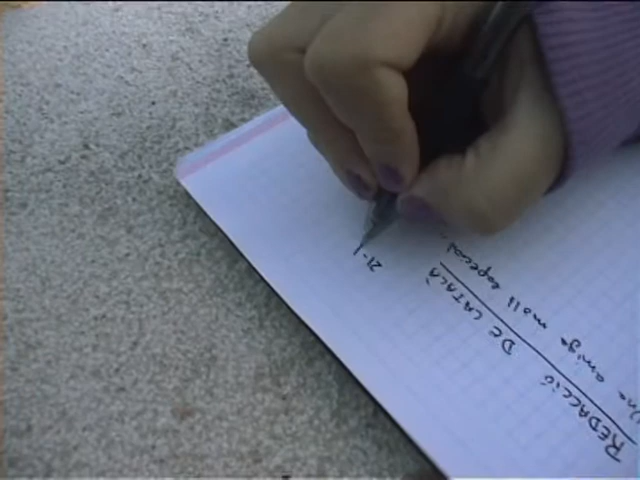 21-1
REDACCIÓ DE CATALÀ
Una amiga molt especial